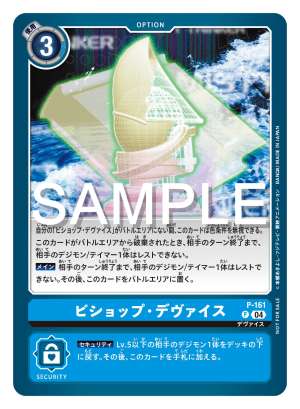 OPTION
使用
3
SAMPLE
自分の「ビショップ・デヴァイス」がバトルエリアにない間、このカードは色条件を無視できる。
このカードがバトルエリアから破棄されたとき、相手のターン終了まで、
相手のデジモン/テイマー1体はレストできない。
メイン 相手のターン終了まで、相手のデジモン/テイマー1体はレストできない。
その後、このカードをバトルエリアに置く。
P-161
ビショップ・デヴァイス
P 04
デヴァイス
セキュリティ Lv.5以下の相手のデジモン1体をデッキの下
に戻す。その後、このカードを手札に加える。
SECURITY
NOT FOR SALE
BANDAI MADE IN JAPAN